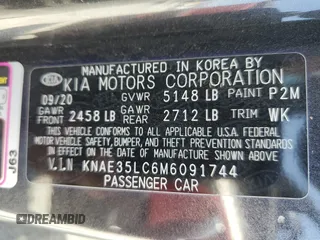 MANUFACTURED IN KOREA BY
KIA KIA MOTORS CORPORATION
09/20 GVWR 5148 LB PAINT P2M
GAWR FRONT 2458 LB GAWR REAR 2712 LB TRIM WK
THIS VEHICLE CONFORMS TO ALL APPLICABLE U.S.A. FEDERAL
MOTOR VEHICLE SAFETY, BUMPER, AND THEFT PREVENTION
STANDARDS IN EFFECT ON THE DATE OF MANUFACTURE SHOWN ABOVE.
V.I.N KNAE35LC6M6091744
PASSENGER CAR
J63
DREAMBID